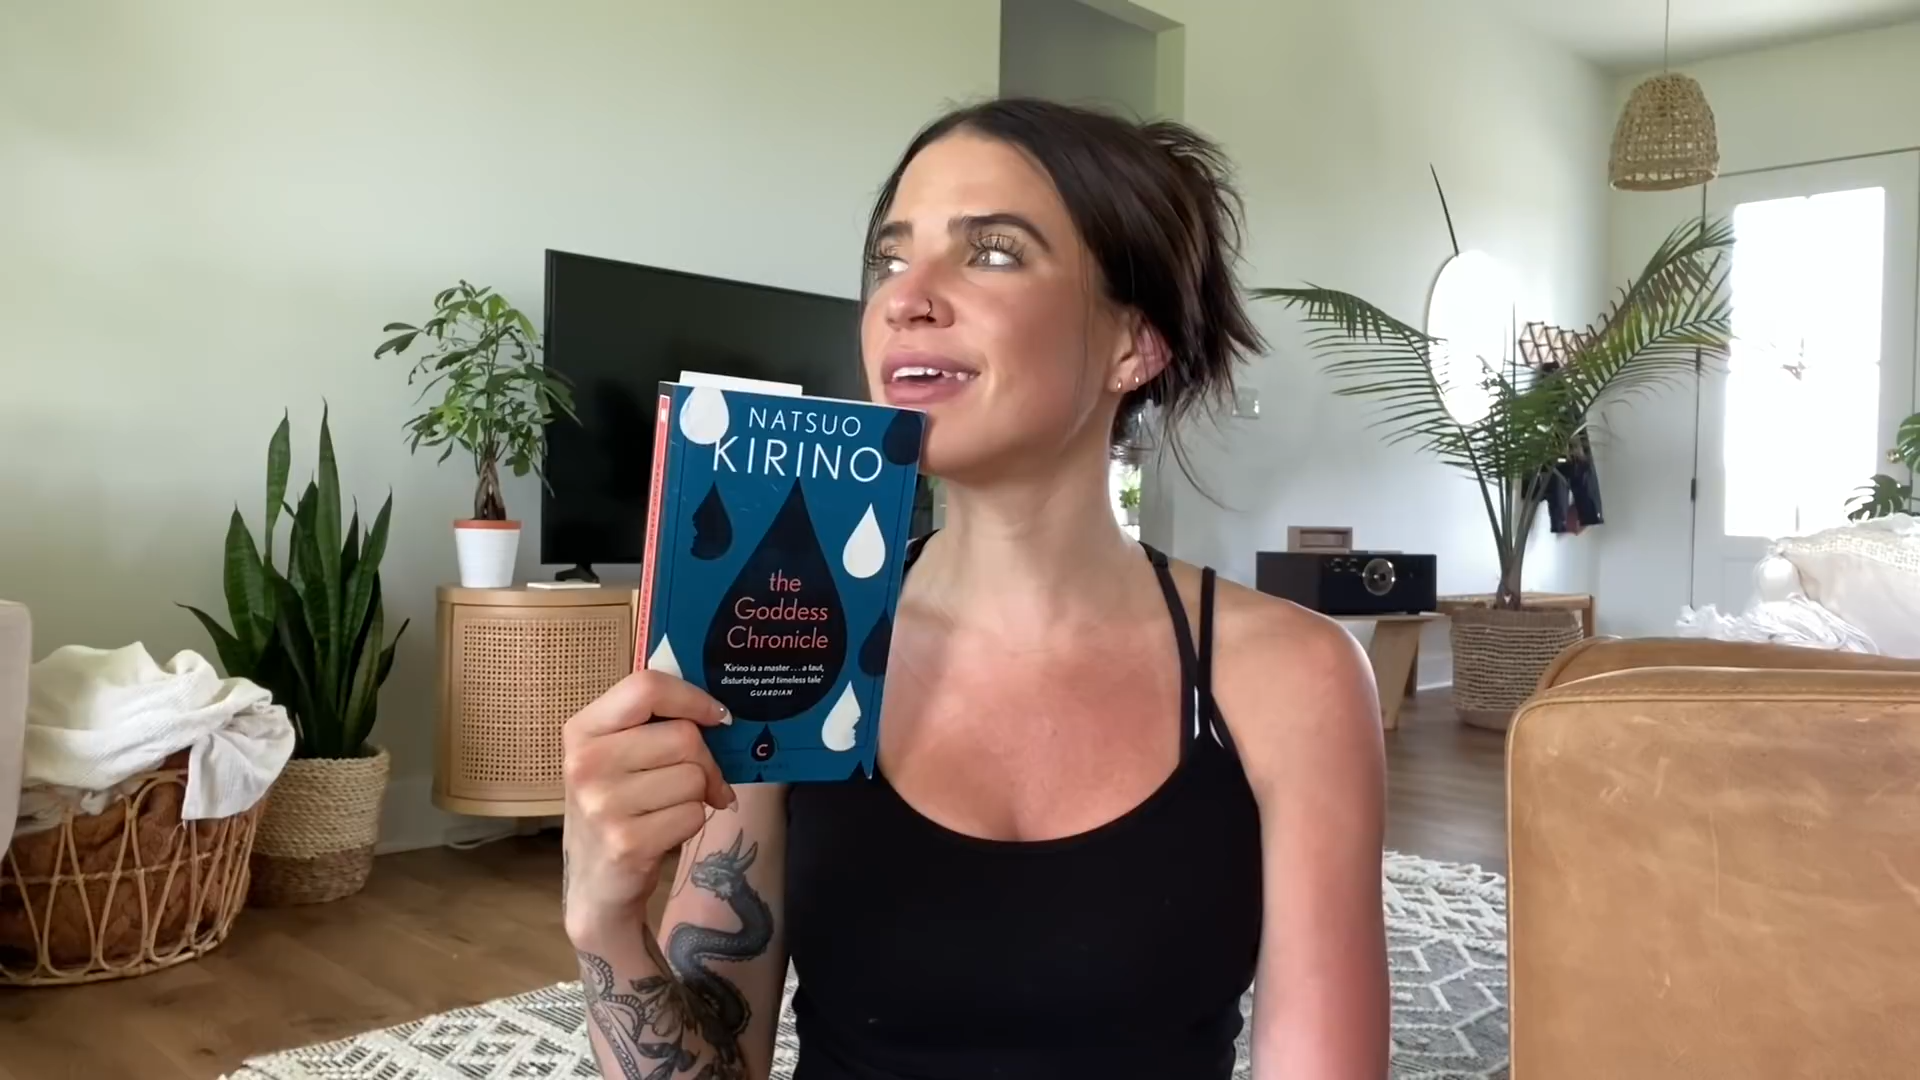 NATSUO
KIRINO
the
Goddess
Chronicle
'Kirino is a master... a taut,
disturbing and timeless tale'
GUARDIAN
C